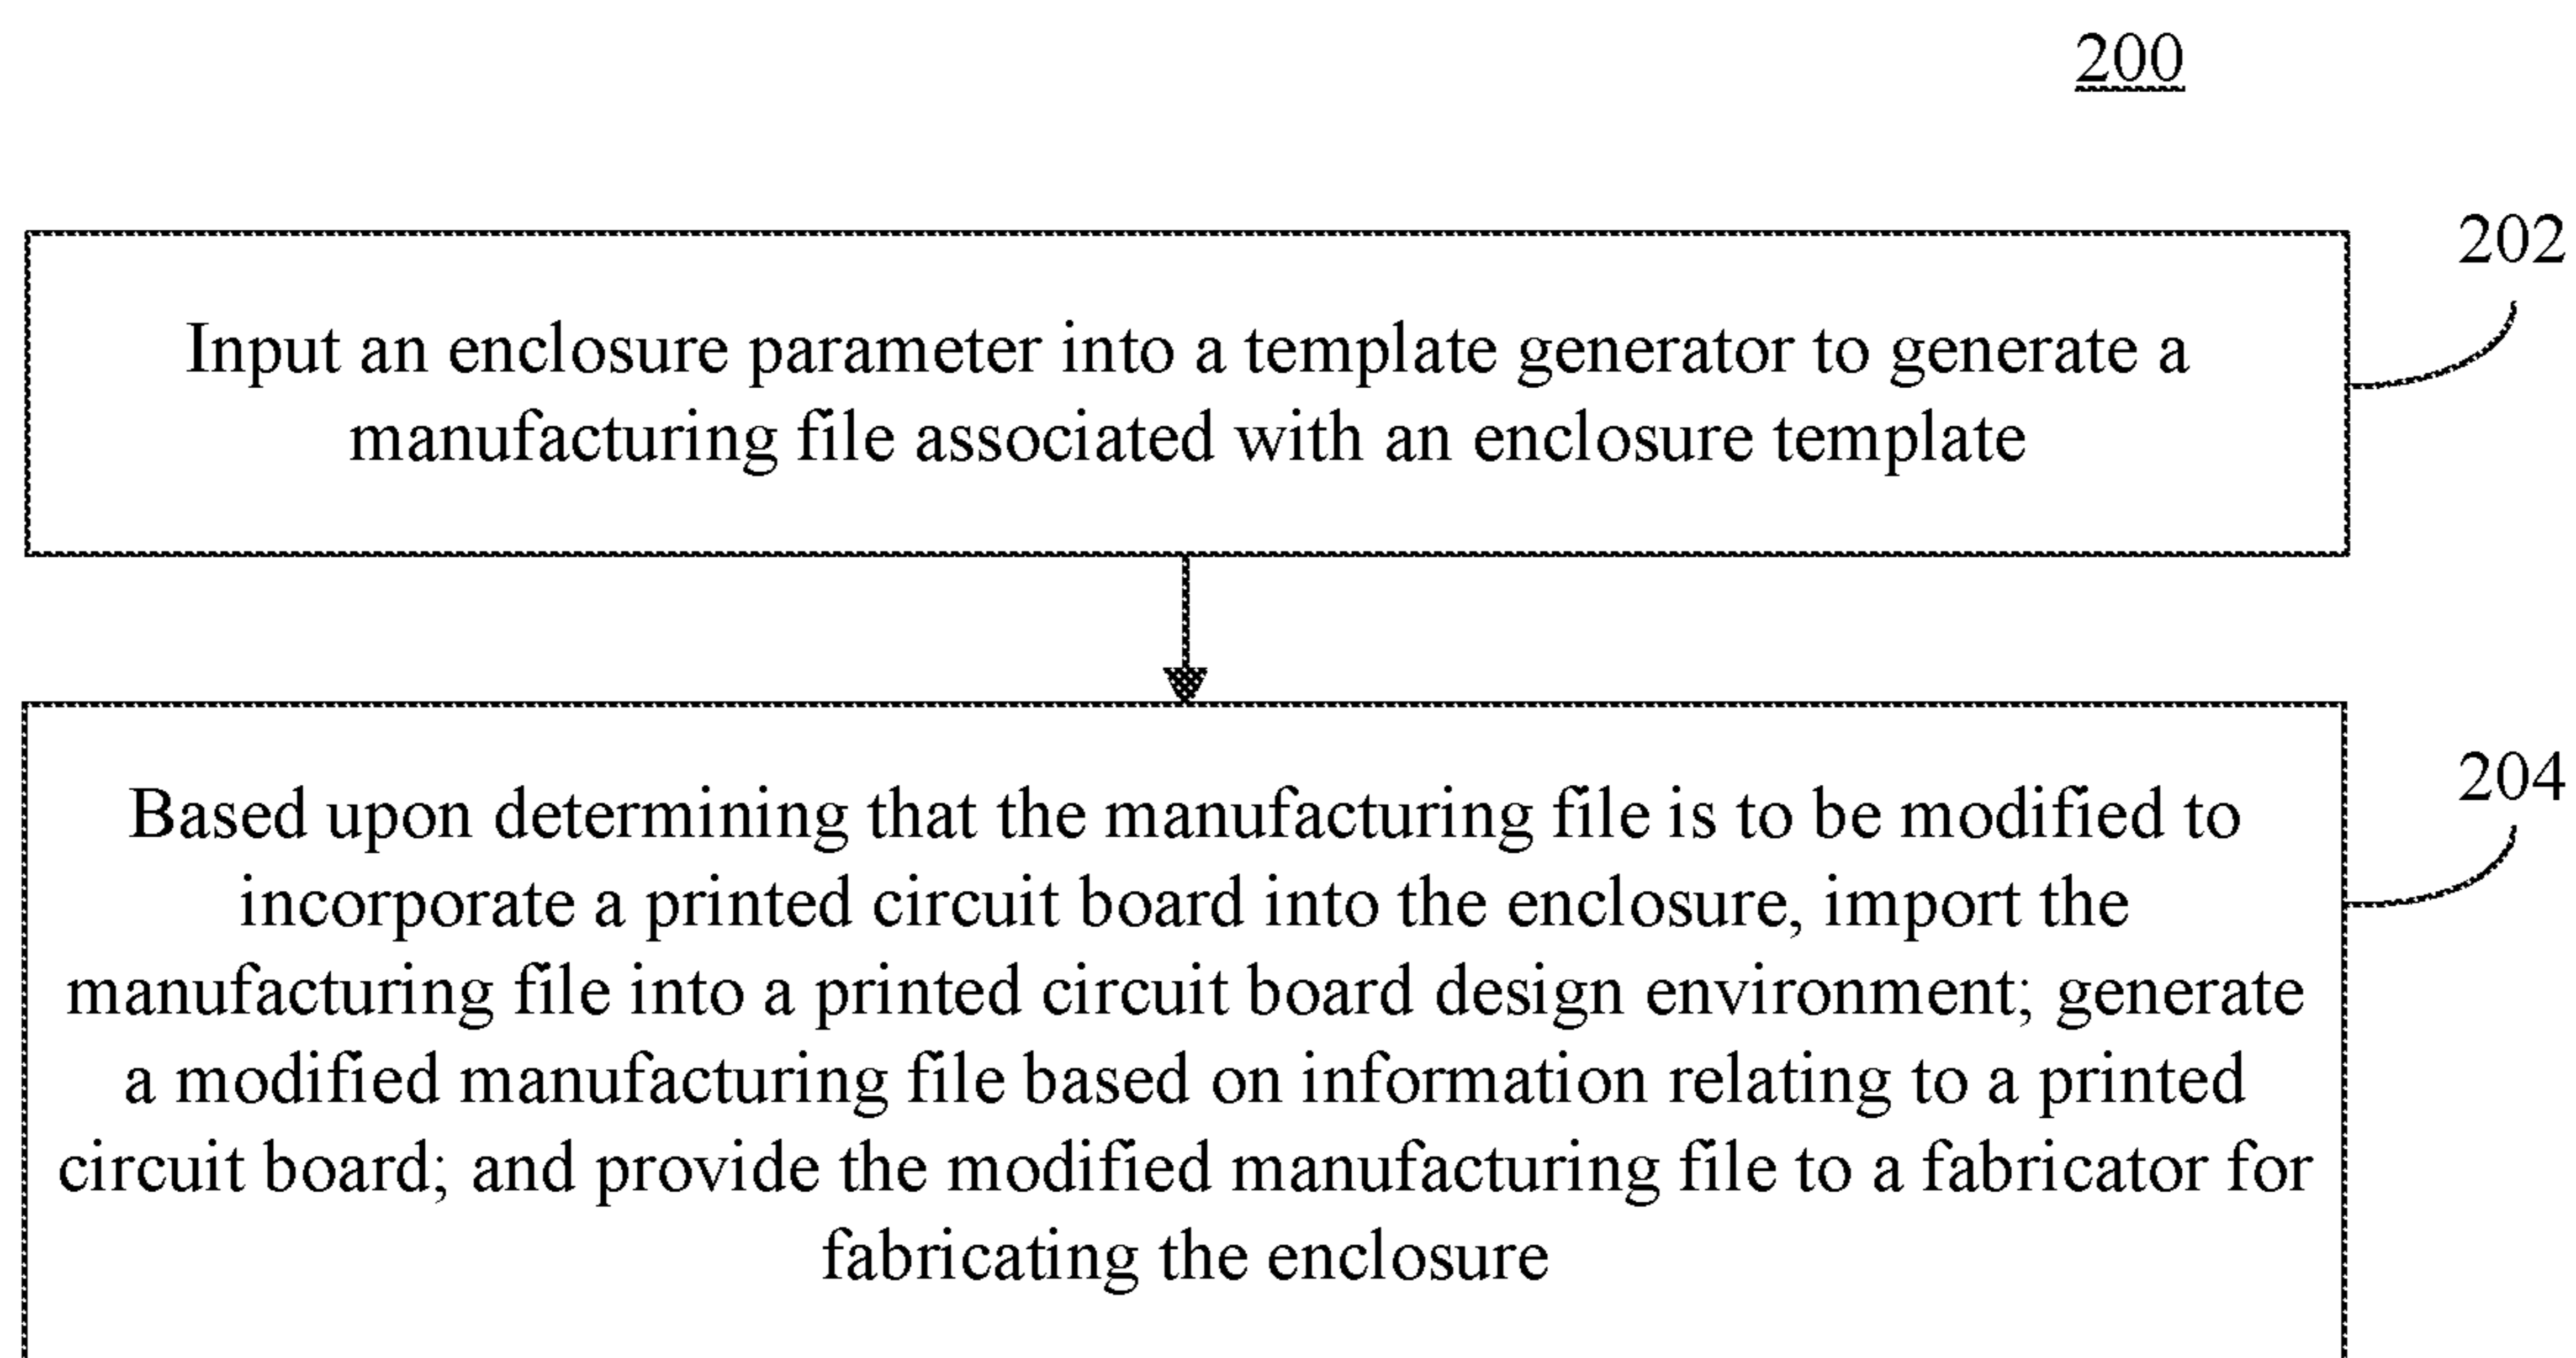 200
202
Input an enclosure parameter into a template generator to generate a
manufacturing file associated with an enclosure template
204
Based upon determining that the manufacturing file is to be modified to
incorporate a printed circuit board into the enclosure, import the
manufacturing file into a printed circuit board design environment; generate
a modified manufacturing file based on information relating to a printed
circuit board; and provide the modified manufacturing file to a fabricator for
fabricating the enclosure